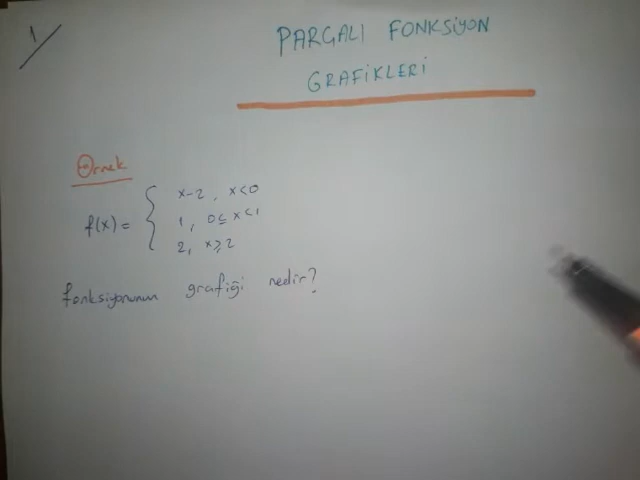 1
PARÇALI FONKSİYON
GRAFİKLERİ
Örnek
f(x) = { x-2, x<0
1, 0≤x<1
2, x≥2
fonksiyonunun grafiği nedir?